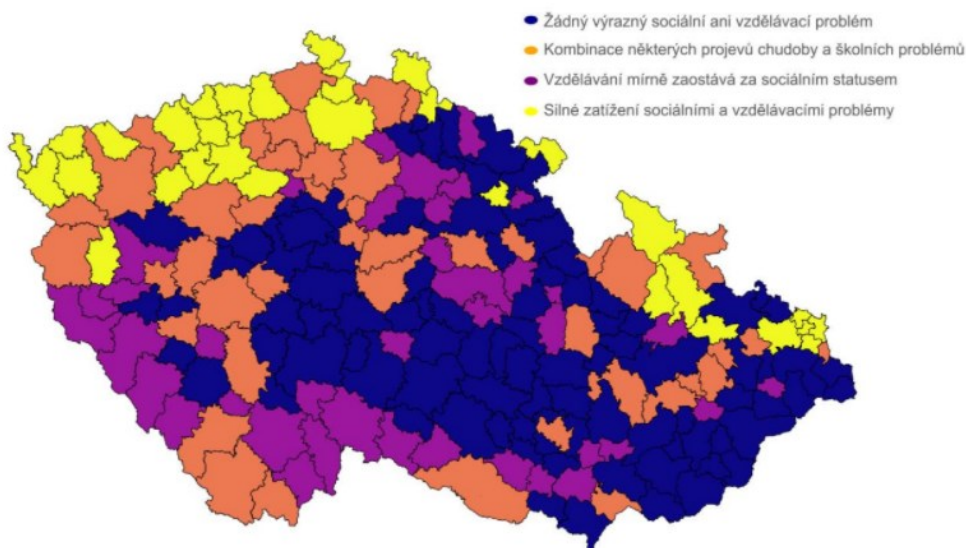 Žádný výrazný sociální ani vzdělávací problém
Kombinace některých projevů chudoby a školních problémů
Vzdělávání mírně zaostává za sociálním statusem
Silné zatížení sociálními a vzdělávacími problémy